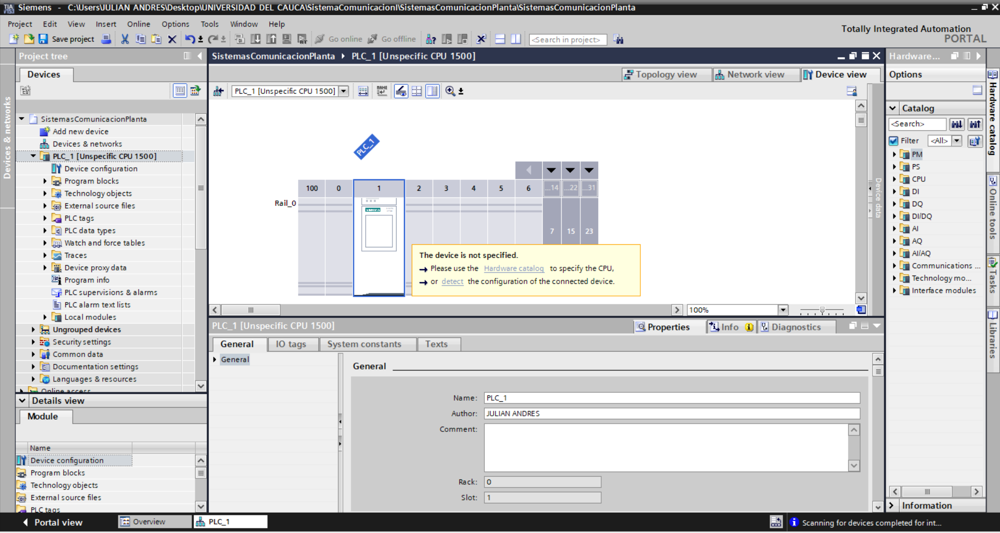 Siemens - C:\Users\JULIAN ANDRES\Desktop\UNIVERSIDAD DEL CAUCA\SistemaComunicacionI\SistemasComunicacionPlanta\SistemasComunicacionPlanta
Project Edit View Insert Online Options Tools Window Help
Totally Integrated Automation
PORTAL
Save project
Go online
Go offline
<Search in project>
Project tree
Devices
Devices & networks
SistemasComunicacionPlanta
Add new device
Devices & networks
PLC_1 [Unspecific CPU 1500]
Device configuration
Program blocks
Technology objects
External source files
PLC tags
PLC data types
Watch and force tables
Traces
Device proxy data
Program info
PLC supervisions & alarms
PLC alarm text lists
Local modules
Ungrouped devices
Security settings
Common data
Documentation settings
Languages & resources
Online access
Details view
Module
Name
Device configuration
Program blocks
Technology objects
External source files
PLC tags
SistemasComunicacionPlanta PLC_1 [Unspecific CPU 1500]
Topology view
Network view
Device view
PLC_1 [Unspecific CPU 1500]
PLC_1
100 0 1 2 3 4 5 6 ...14 ...22 ...31
Rail_0
SIEMENS
7 15 23
The device is not specified.
Please use the Hardware catalog to specify the CPU,
or detect the configuration of the connected device.
Device data
100%
PLC_1 [Unspecific CPU 1500]
Properties
Info
Diagnostics
General
IO tags
System constants
Texts
General
General
Name: PLC_1
Author: JULIAN ANDRES
Comment:
Rack: 0
Slot: 1
Hardware...
Options
Catalog
<Search>
Filter <All>
PM
PS
CPU
DI
DQ
DI/DQ
AI
AQ
AI/AQ
Communications ...
Technology mo...
Interface modules
Information
Hardware catalog
Online tools
Tasks
Libraries
Portal view
Overview
PLC_1
Scanning for devices completed for int...